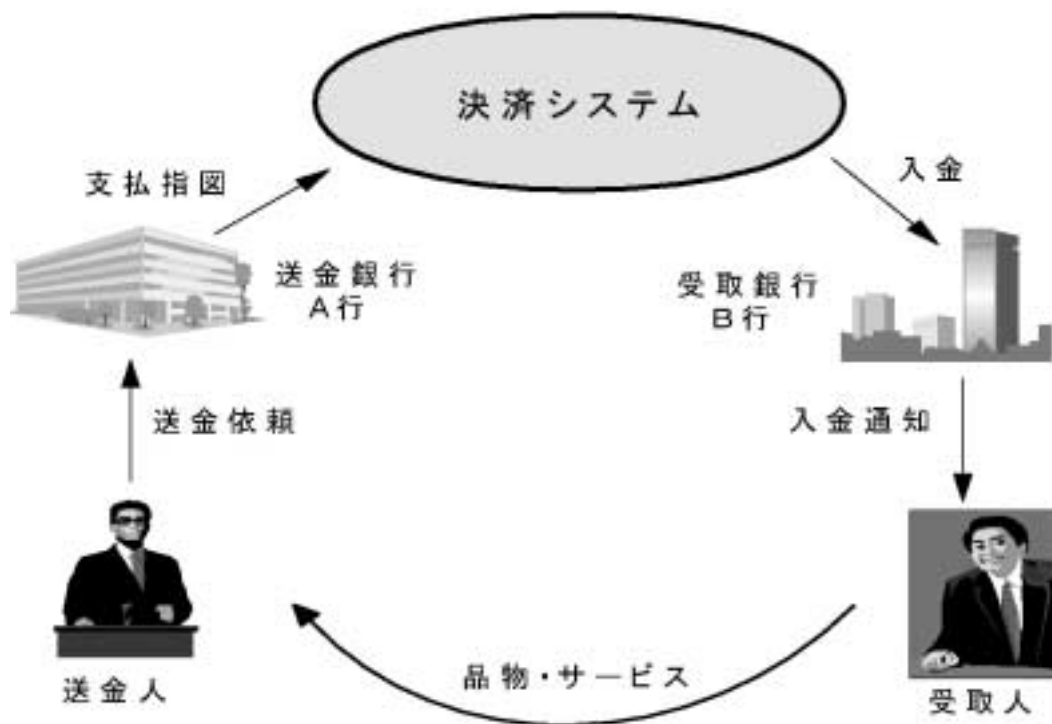 決済システム
支払指図
入金
送金銀行
A行
受取銀行
B行
送金依頼
入金通知
品物・サービス
送金人
受取人